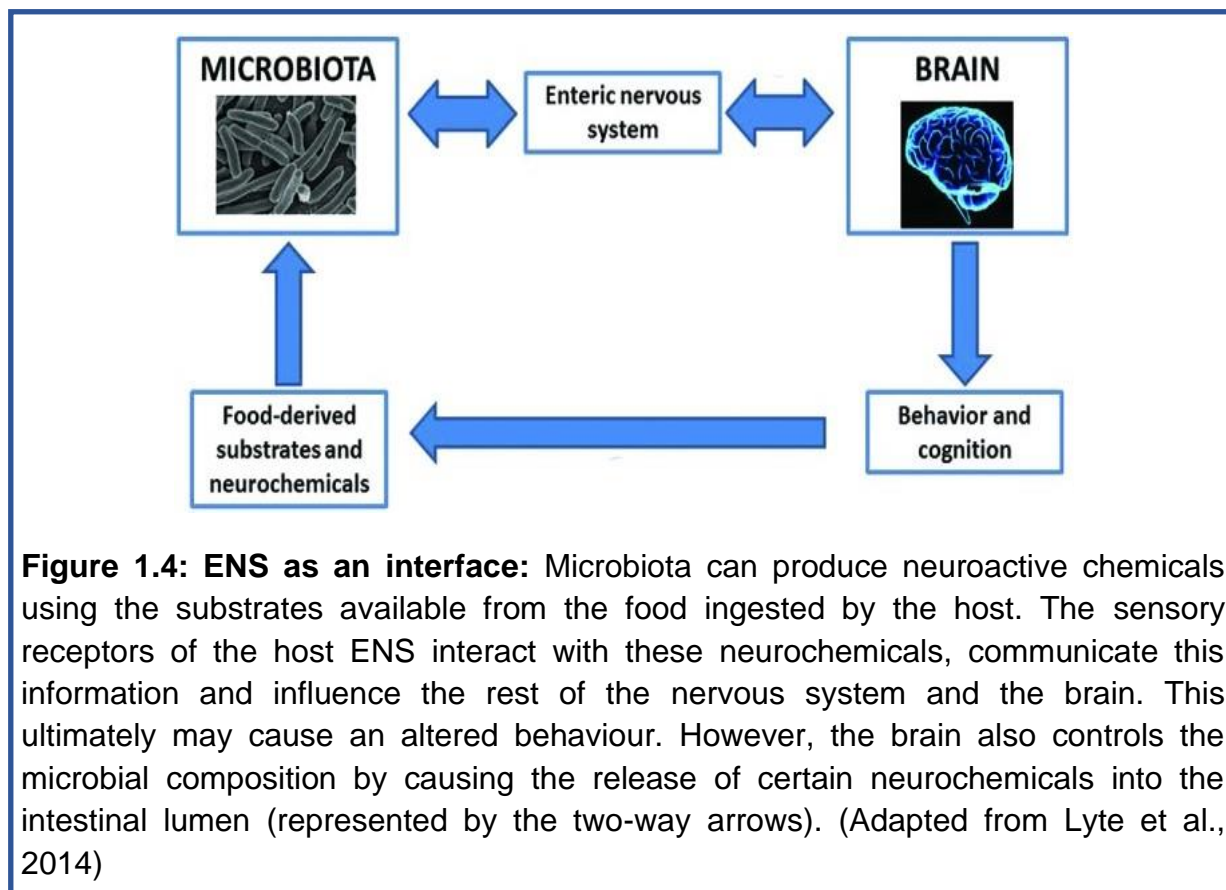 MICROBIOTA
Enteric nervous
system
BRAIN
Food-derived
substrates and
neurochemicals
Behavior and
cognition
Figure 1.4: ENS as an interface: Microbiota can produce neuroactive chemicals
using the substrates available from the food ingested by the host. The sensory
receptors of the host ENS interact with these neurochemicals, communicate this
information and influence the rest of the nervous system and the brain. This
ultimately may cause an altered behaviour. However, the brain also controls the
microbial composition by causing the release of certain neurochemicals into the
intestinal lumen (represented by the two-way arrows). (Adapted from Lyte et al.,
2014)